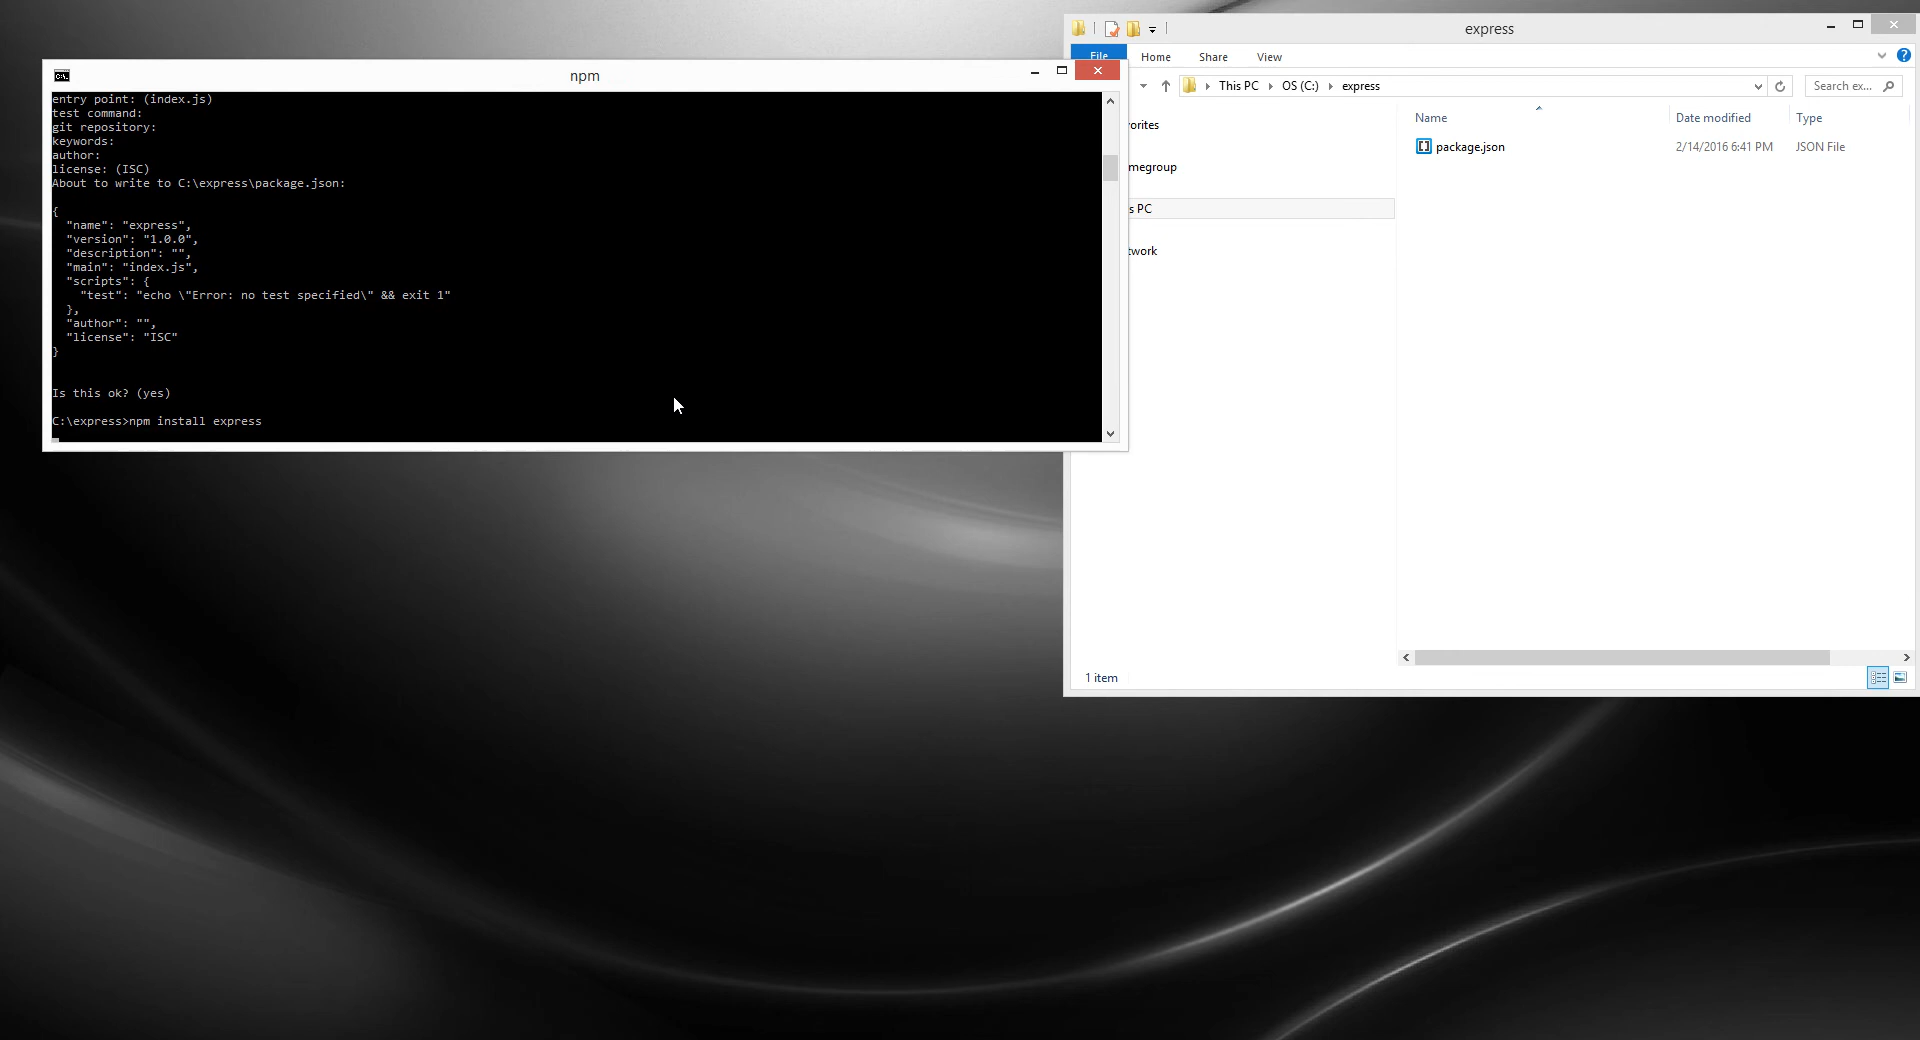 npm
entry point: (index.js)
test command:
git repository:
keywords:
author:
license: (ISC)
About to write to C:\express\package.json:
{
"name": "express",
"version": "1.0.0",
"description": "",
"main": "index.js",
"scripts": {
"test": "echo \"Error: no test specified\" && exit 1"
},
"author": "",
"license": "ISC"
}
Is this ok? (yes)
C:\express>npm install express
express
File Home Share View
This PC OS (C:) express
Search ex...
Name Date modified Type
package.json 2/14/2016 6:41 PM JSON File
vorites
megroup
s PC
twork
1 item